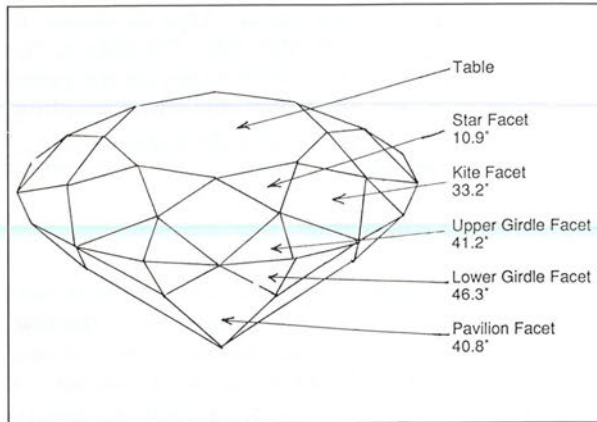 Table
Star Facet
10.9°
Kite Facet
33.2°
Upper Girdle Facet
41.2°
Lower Girdle Facet
46.3°
Pavilion Facet
40.8°